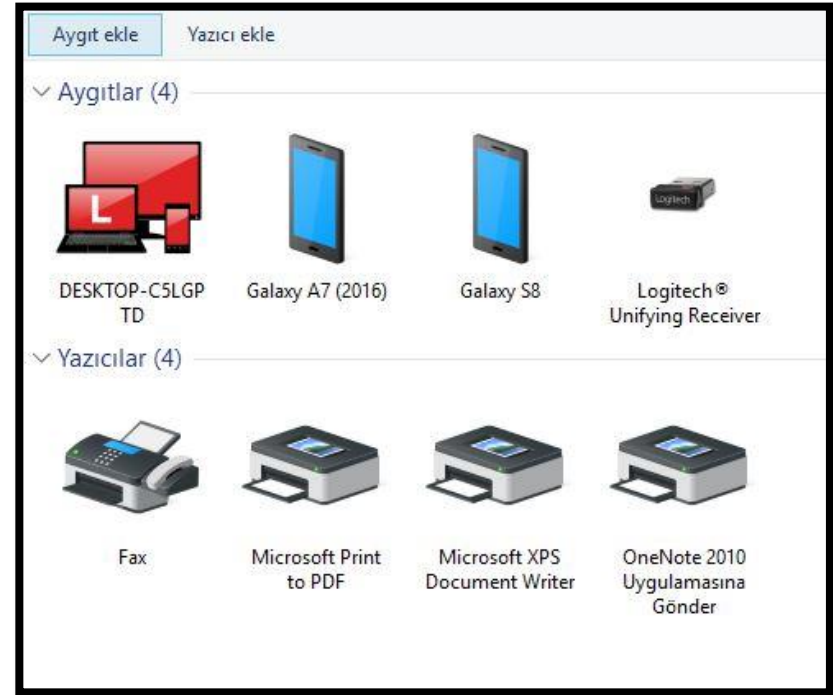 Aygıt ekle Yazıcı ekle
Aygıtlar (4)
L
Logitech
DESKTOP-C5LGP
TD
Galaxy A7 (2016)
Galaxy S8
Logitech®
Unifying Receiver
Yazıcılar (4)
Fax
Microsoft Print
to PDF
Microsoft XPS
Document Writer
OneNote 2010
Uygulamasına
Gönder